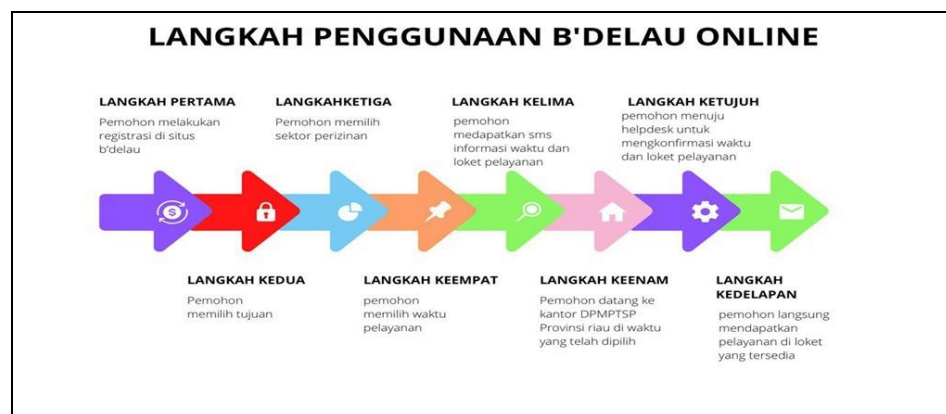 LANGKAH PENGGUNAAN B'DELAU ONLINE
LANGKAH PERTAMA
Pemohon melakukan
registrasi di situs
b'delau
LANGKAH KEDUA
Pemohon
memilih tujuan
LANGKAHKETIGA
Pemohon memilih
sektor perizinan
LANGKAH KEEMPAT
pemohon
memilih waktu
pelayanan
LANGKAH KELIMA
pemohon
medapatkan sms
informasi waktu dan
loket pelayanan
LANGKAH KEENAM
Pemohon datang ke
kantor DPMPTSP
Provinsi riau di waktu
yang telah dipilih
LANGKAH KETUJUH
pemohon menuju
helpdesk untuk
mengkonfirmasi waktu
dan loket pelayanan
LANGKAH
KEDELAPAN
pemohon langsung
mendapatkan
pelayanan di loket
yang tersedia